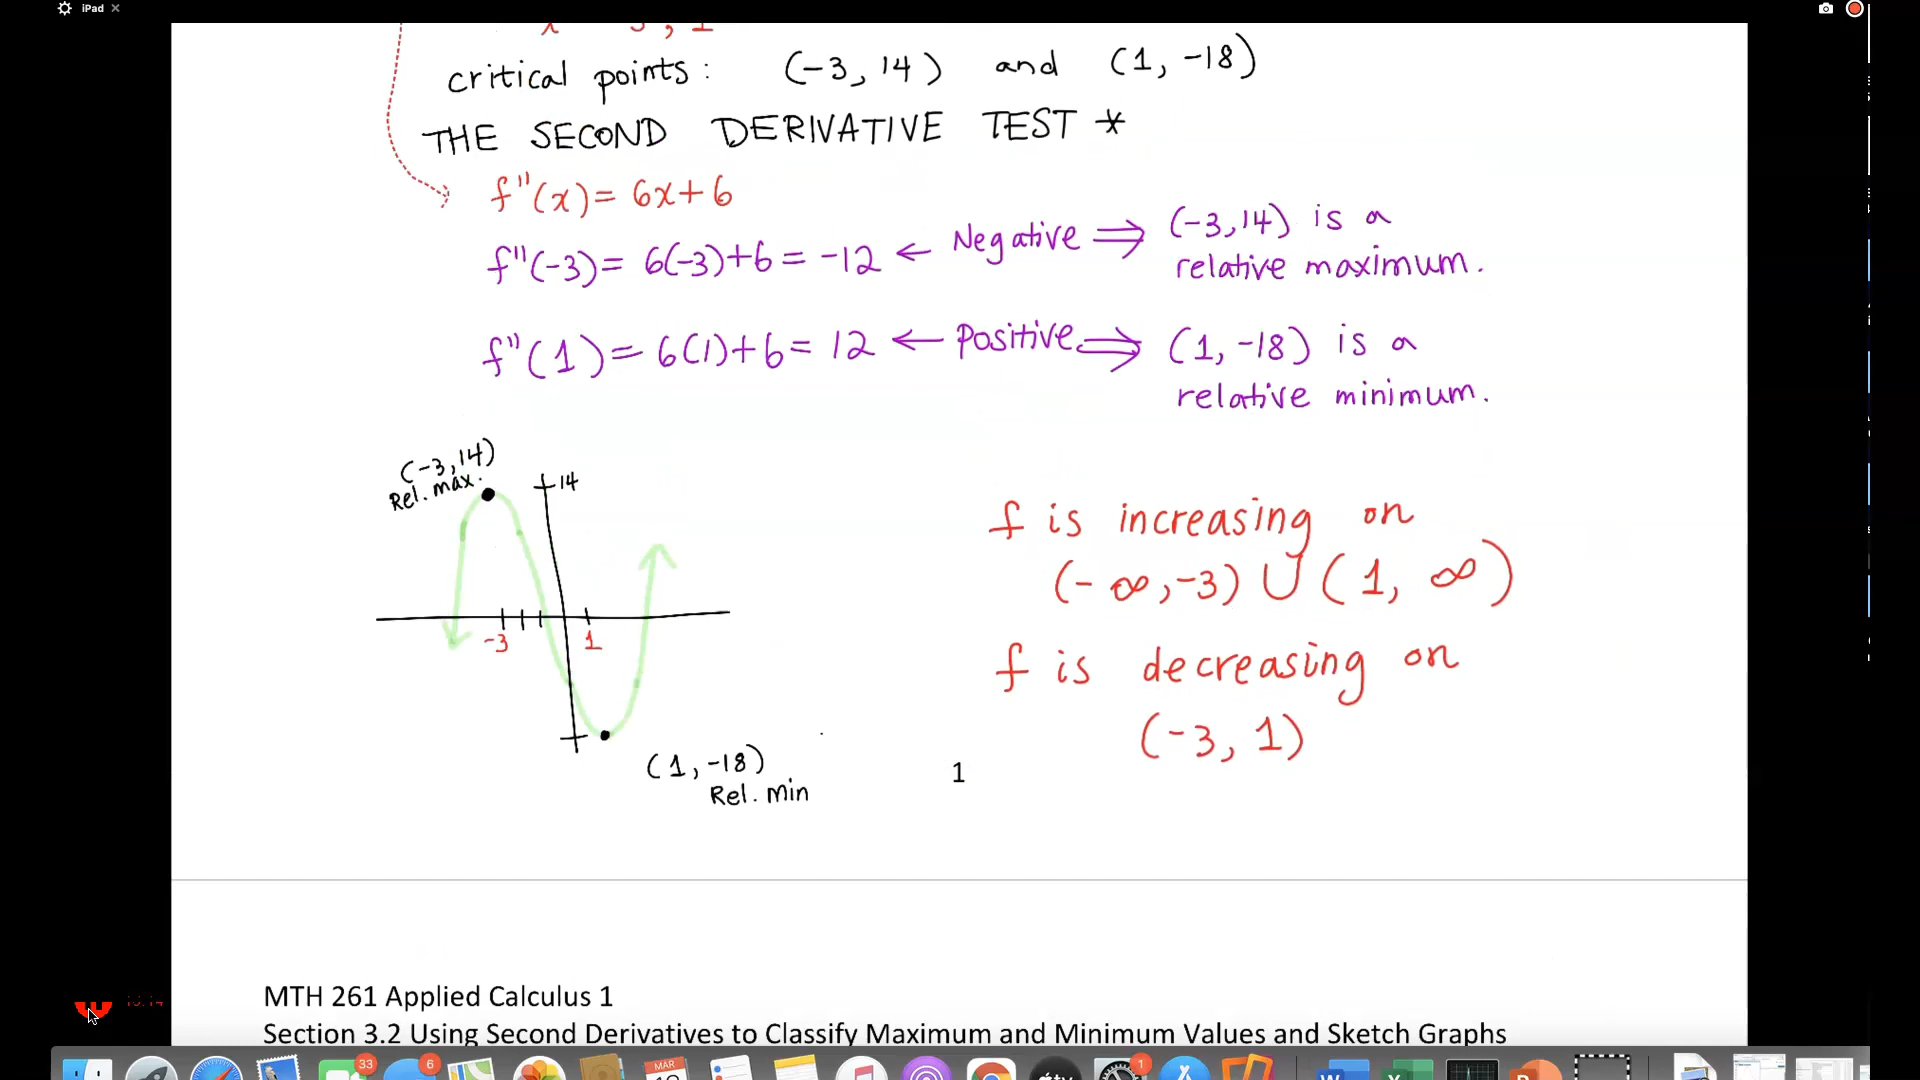 iPad
critical points: (-3, 14) and (1, -18)
THE SECOND DERIVATIVE TEST *
f''(x) = 6x+6
f''(-3) = 6(-3)+6 = -12 ← Negative ⟹ (-3,14) is a
relative maximum.
f''(1) = 6(1)+6 = 12 ← Positive ⟹ (1, -18) is a
relative minimum.
(-3,14)
Rel. max.
14
-3
1
(1, -18)
Rel. min
f is increasing on
(-∞,-3) ∪ (1, ∞)
f is decreasing on
(-3, 1)
1
MTH 261 Applied Calculus 1
Section 3.2 Using Second Derivatives to Classify Maximum and Minimum Values and Sketch Graphs
33
6
MAR
1